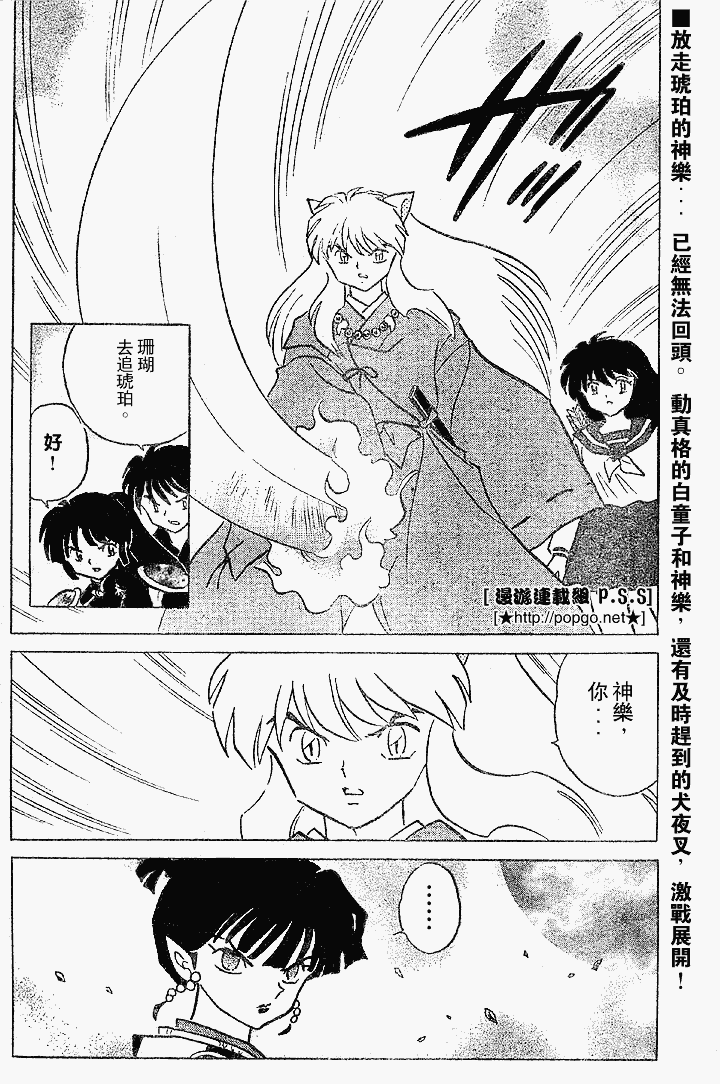 ■放走琥珀的神樂... 已經無法回頭。 動真格的白童子和神樂, 還有及時趕到的犬夜叉, 激戰展開!
珊瑚
去追琥珀。
好!
[ 漫游連載組 P.S.S]
[★http://popgo.net★]
神樂,
你...
......